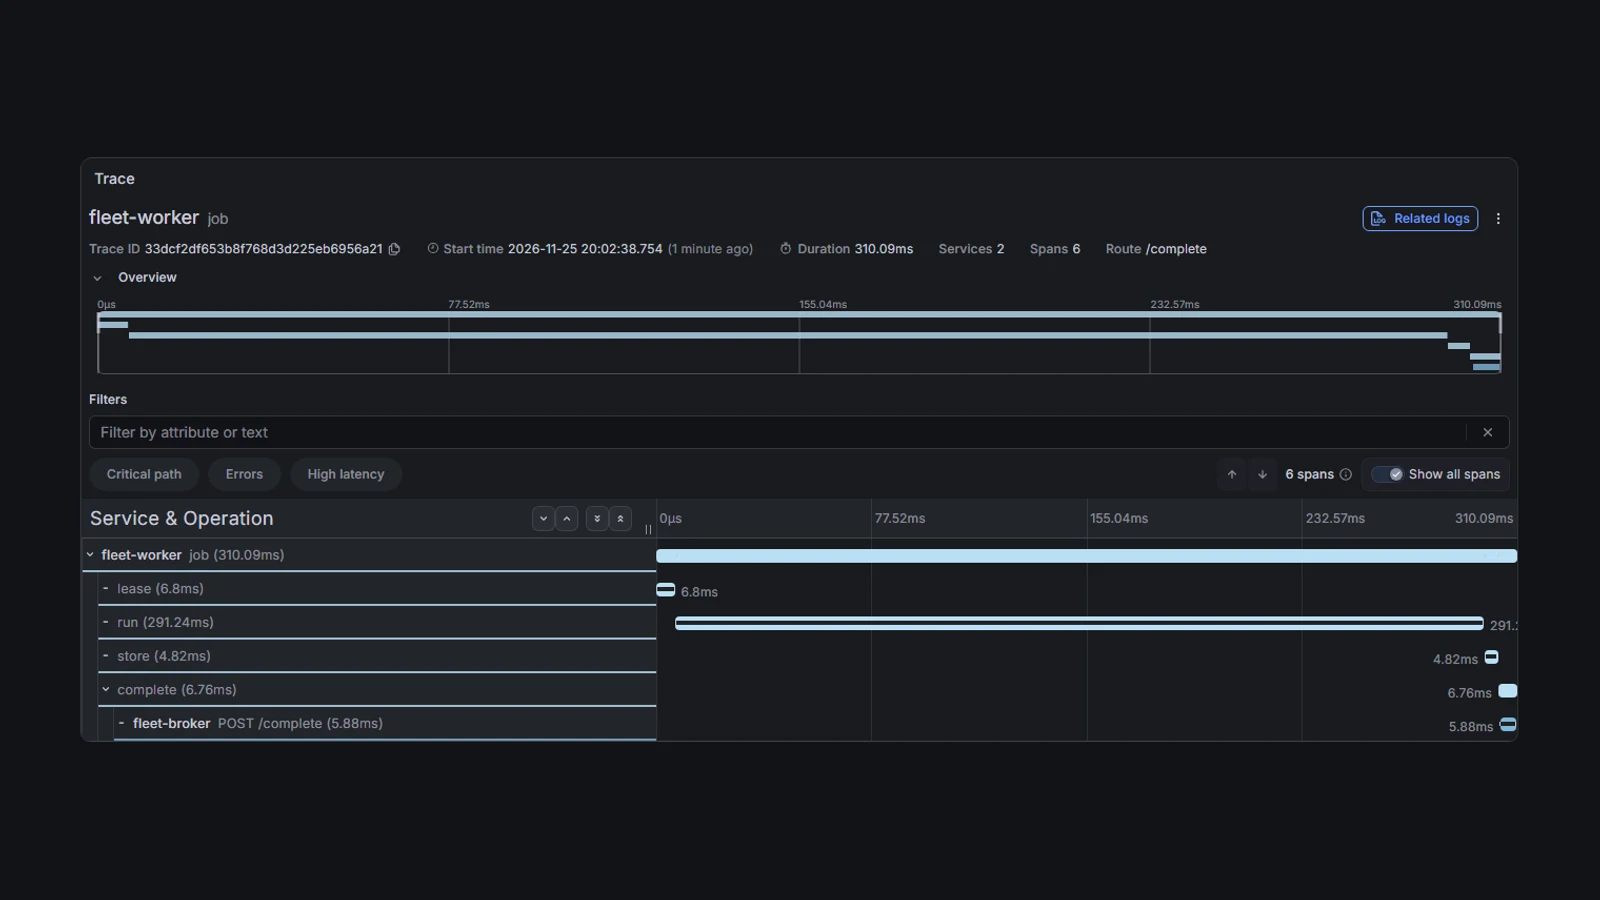 Trace
fleet-worker job
Related logs
Trace ID 33dcf2df653b8f768d3d225eb6956a21 Start time 2026-11-25 20:02:38.754 (1 minute ago) Duration 310.09ms Services 2 Spans 6 Route /complete
Overview
0μs 77.52ms 155.04ms 232.57ms 310.09ms
Filters
Filter by attribute or text
Critical path Errors High latency 6 spans Show all spans
Service & Operation 0μs 77.52ms 155.04ms 232.57ms 310.09ms
fleet-worker job (310.09ms)
lease (6.8ms) 6.8ms
run (291.24ms) 291.
store (4.82ms) 4.82ms
complete (6.76ms) 6.76ms
fleet-broker POST /complete (5.88ms) 5.88ms